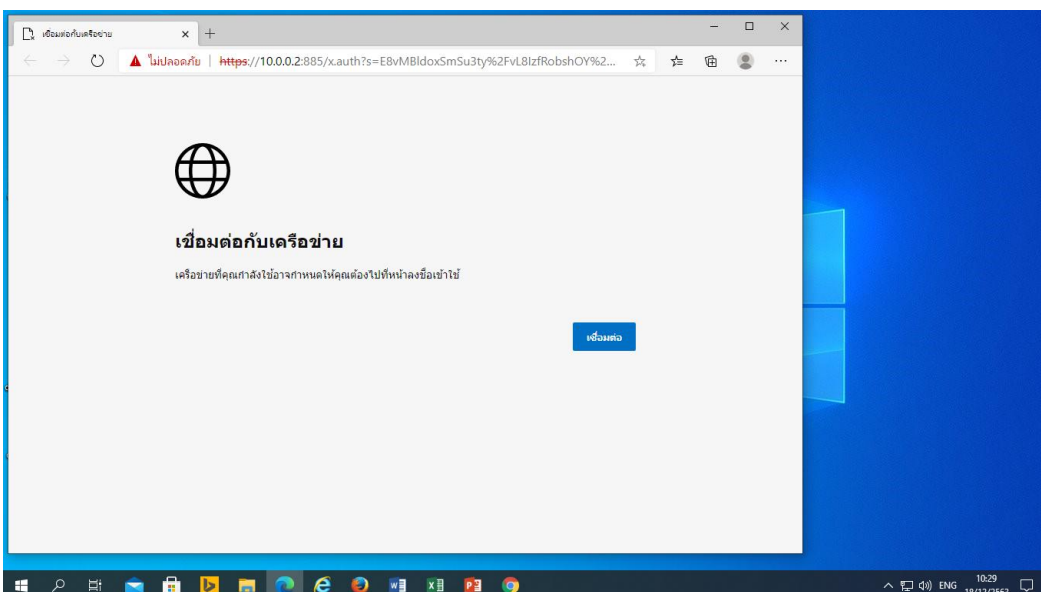 เชื่อมต่อกับเครือข่าย
ไม่ปลอดภัย | https://10.0.0.2:885/x.auth?s=E8vMBldoxSmSu3ty%2FvL8IzfRobshOY%2...
เชื่อมต่อกับเครือข่าย
เครือข่ายที่คุณกำลังใช้อาจกำหนดให้คุณต้องไปที่หน้าลงชื่อเข้าใช้
เชื่อมต่อ
ENG
10:29
18/12/2563